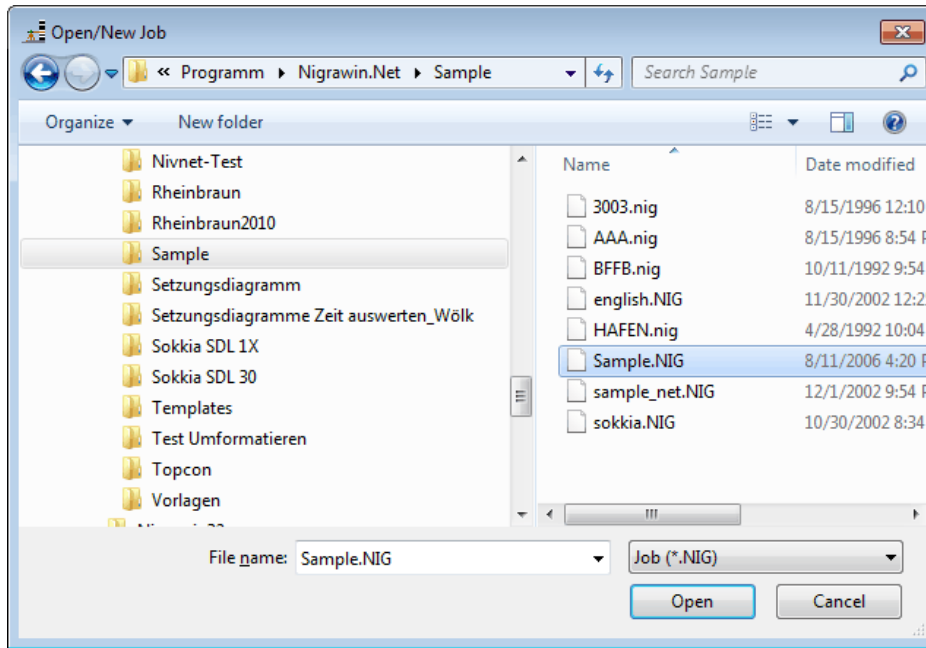 Open/New Job
« Programm Nigrawin.Net Sample
Search Sample
Organize New folder
Nivnet-Test
Rheinbraun
Rheinbraun2010
Sample
Setzungsdiagramm
Setzungsdiagramme Zeit auswerten_Wölk
Sokkia SDL 1X
Sokkia SDL 30
Templates
Test Umformatieren
Topcon
Vorlagen
Name Date modified
3003.nig 8/15/1996 12:10
AAA.nig 8/15/1996 8:54
BFFB.nig 10/11/1992 9:54
english.NIG 11/30/2002 12:2
HAFEN.nig 4/28/1992 10:04
Sample.NIG 8/11/2006 4:20
sample_net.NIG 12/1/2002 9:54
sokkia.NIG 10/30/2002 8:34
File name: Sample.NIG
Job (*.NIG)
Open Cancel